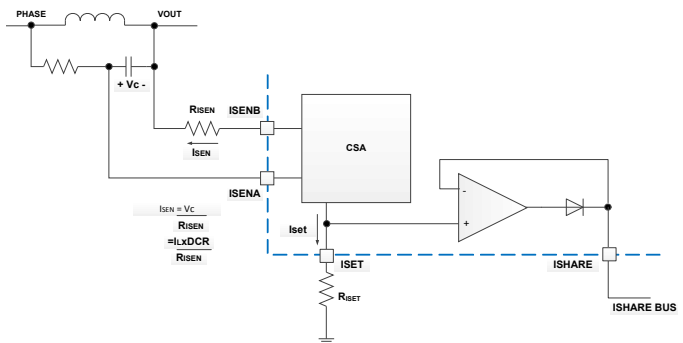 PHASE
VOUT
+ Vc -
RISEN
ISENB
ISEN
CSA
ISENA
ISEN = Vc
RISEN
=ILxDCR
RISEN
-
+
Iset
ISET
ISHARE
RISET
ISHARE BUS